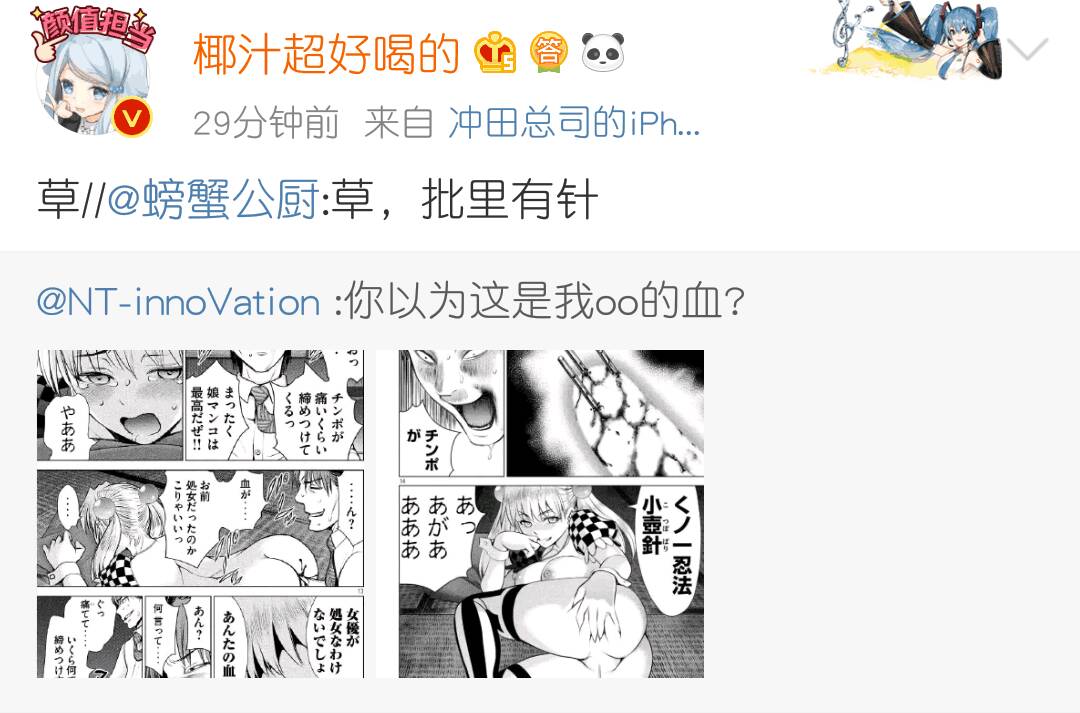 颜值担当
椰汁超好喝的
答
29分钟前 来自 冲田总司的iPh...
草//@螃蟹公厨:草，批里有针
@NT-innoVation :你以为这是我oo的血?
おっ
チンポが
痛いくらい
締めつけて
くるっ
まったく
娘マンコは
最高だぜ!!
やああ
‥‥ん?
血が‥‥
お前
処女だったのか
こりゃいいっ
‥‥
13
女優が
処女なわけ
ないでしょ
あんたの血
あん?
何言って‥‥
ぐっ
痛てて‥‥
いくら何
締めつけ
チンポ
が
14
くノ一忍法
小壺針
こつぼばり
あっ
あがあ
あああ